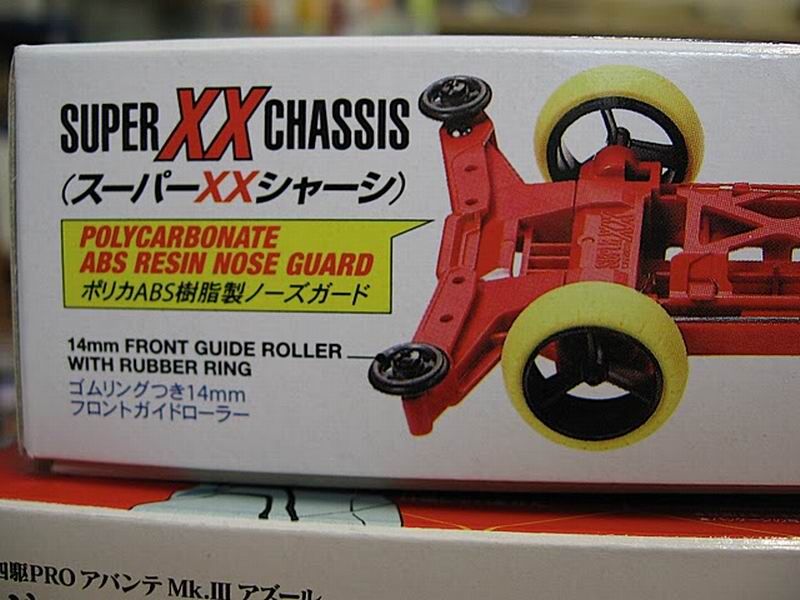 SUPER XX CHASSIS
(スーパーXXシャーシ)
POLYCARBONATE
ABS RESIN NOSE GUARD
ポリカABS樹脂製ノーズガード
14mm FRONT GUIDE ROLLER
WITH RUBBER RING
ゴムリングつき14mm
フロントガイドローラー
四駆PRO アバンテ Mk.III アズール